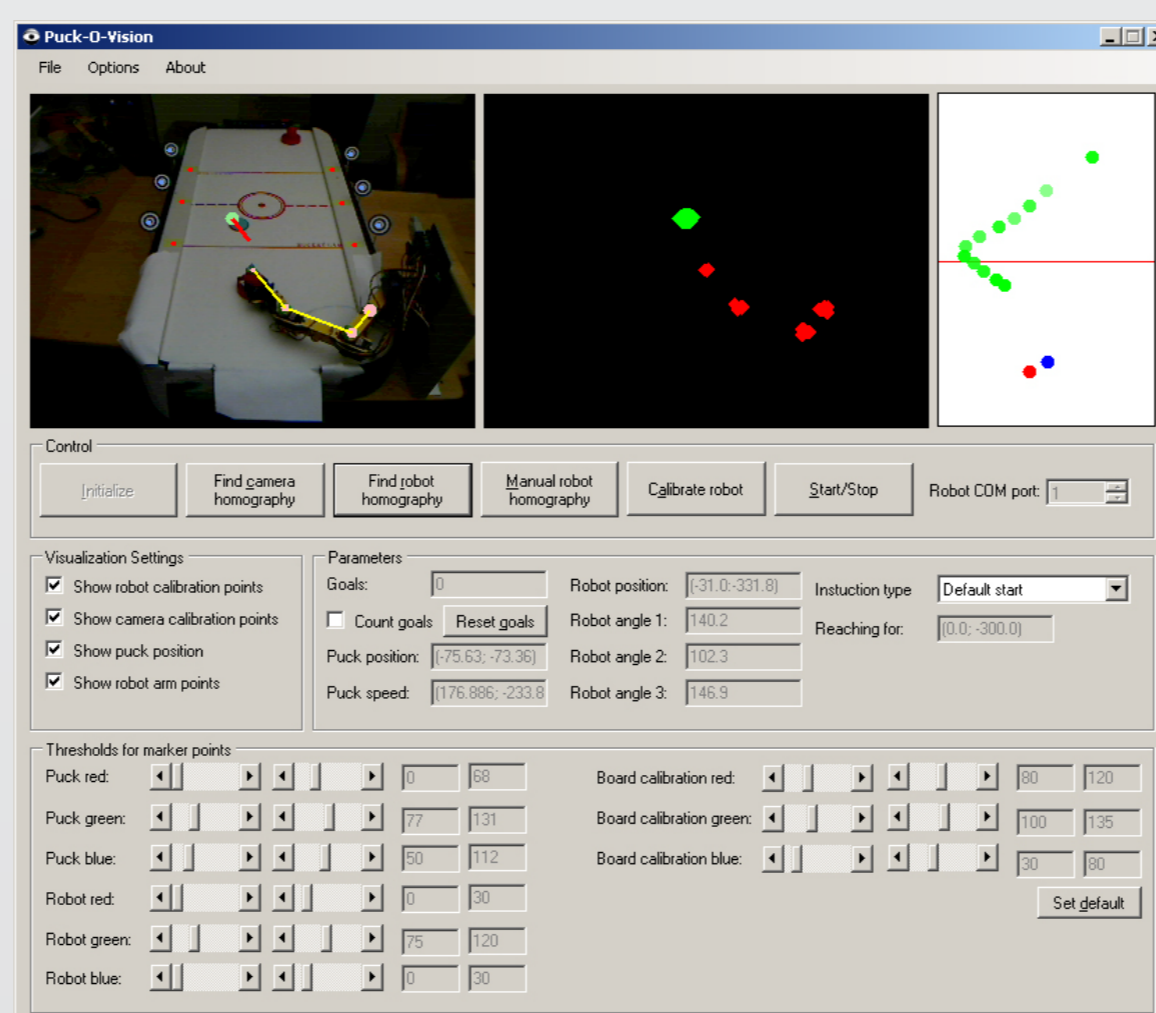 Puck-O-Vision
File Options About
Control
Initialize
Find camera homography
Find robot homography
Manual robot homography
Calibrate robot
Start/Stop
Robot COM port: 1
Visualization Settings
Show robot calibration points
Show camera calibration points
Show puck position
Show robot arm points
Parameters
Goals: 0
Count goals Reset goals
Puck position: (-75.63; -73.36)
Puck speed: (176.886; -233.8
Robot position: (-31.0:-331.8)
Robot angle 1: 140.2
Robot angle 2: 102.3
Robot angle 3: 146.9
Instuction type Default start
Reaching for: (0.0; -300.0)
Thresholds for marker points
Puck red: 0 68
Puck green: 77 131
Puck blue: 50 112
Robot red: 0 30
Robot green: 75 120
Robot blue: 0 30
Board calibration red: 80 120
Board calibration green: 100 135
Board calibration blue: 30 80
Set default